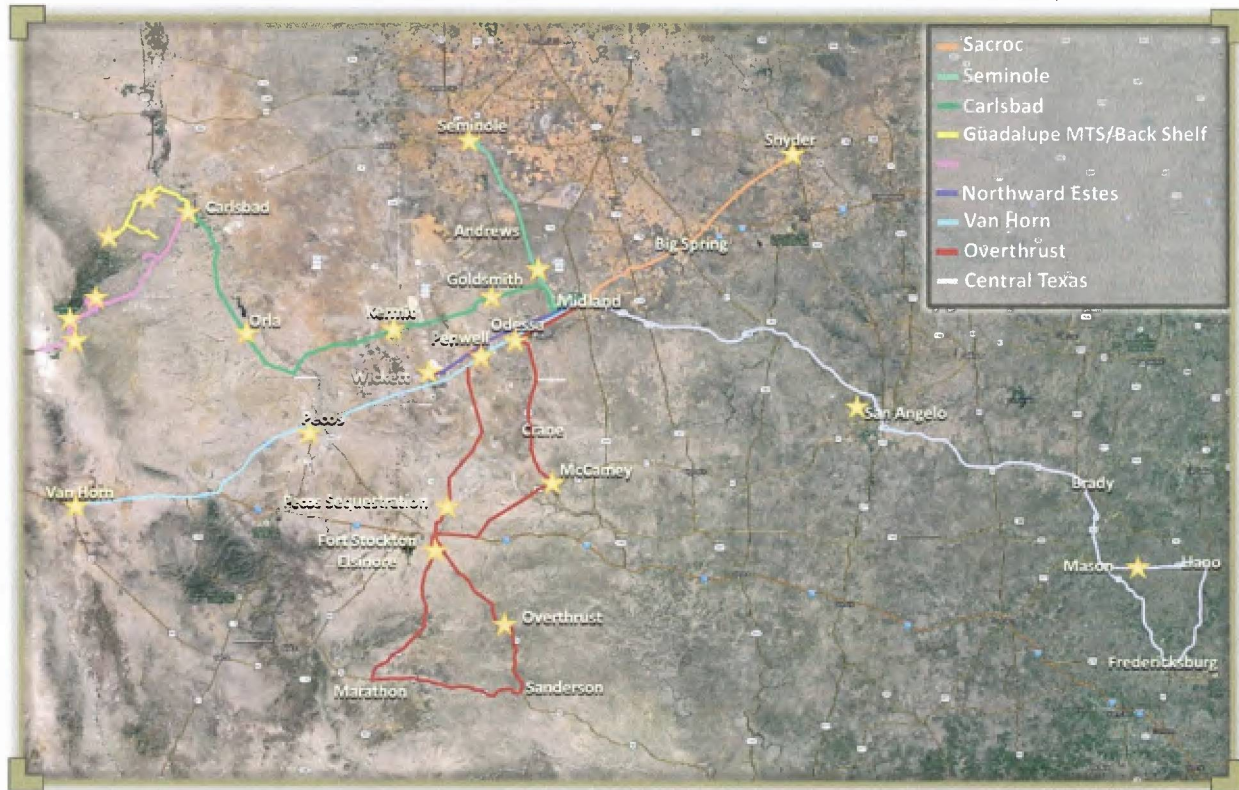 Sacroc
Seminole
Carlsbad
Guadalupe MTS/Back Shelf
Northward Estes
Van Horn
Overthrust
Central Texas
Seminole
Snyder
Carlsbad
Andrews
Big Spring
Goldsmith
Midland
Orla
Kermit
Odessa
Penwell
Wickett
Pecos
San Angelo
Crane
McCamey
Van Horn
Pecos Sequestration
Brady
Fort Stockton
Elsinore
Mason
Llano
Overthrust
Fredericksburg
Marathon
Sanderson